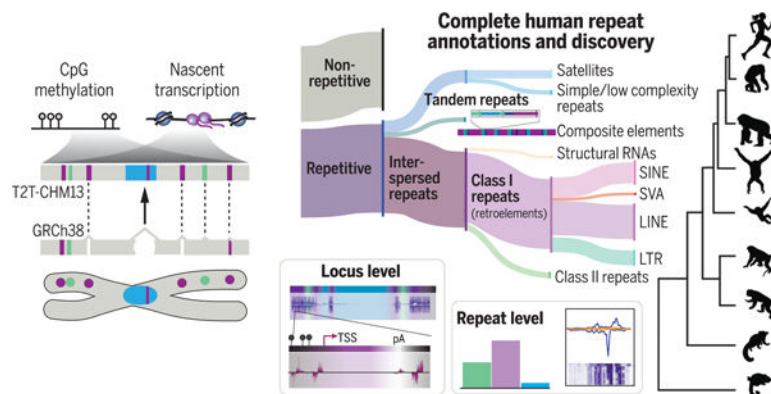 Complete human repeat
annotations and discovery
CpG
methylation
Nascent
transcription
T2T-CHM13
GRCh38
Non-
repetitive
Repetitive
Inter-
spersed
repeats
Tandem repeats
Class I
repeats
(retroelements)
Satellites
Simple/low complexity
repeats
Composite elements
Structural RNAs
SINE
SVA
LINE
LTR
Class II repeats
Locus level
TSS
pA
Repeat level